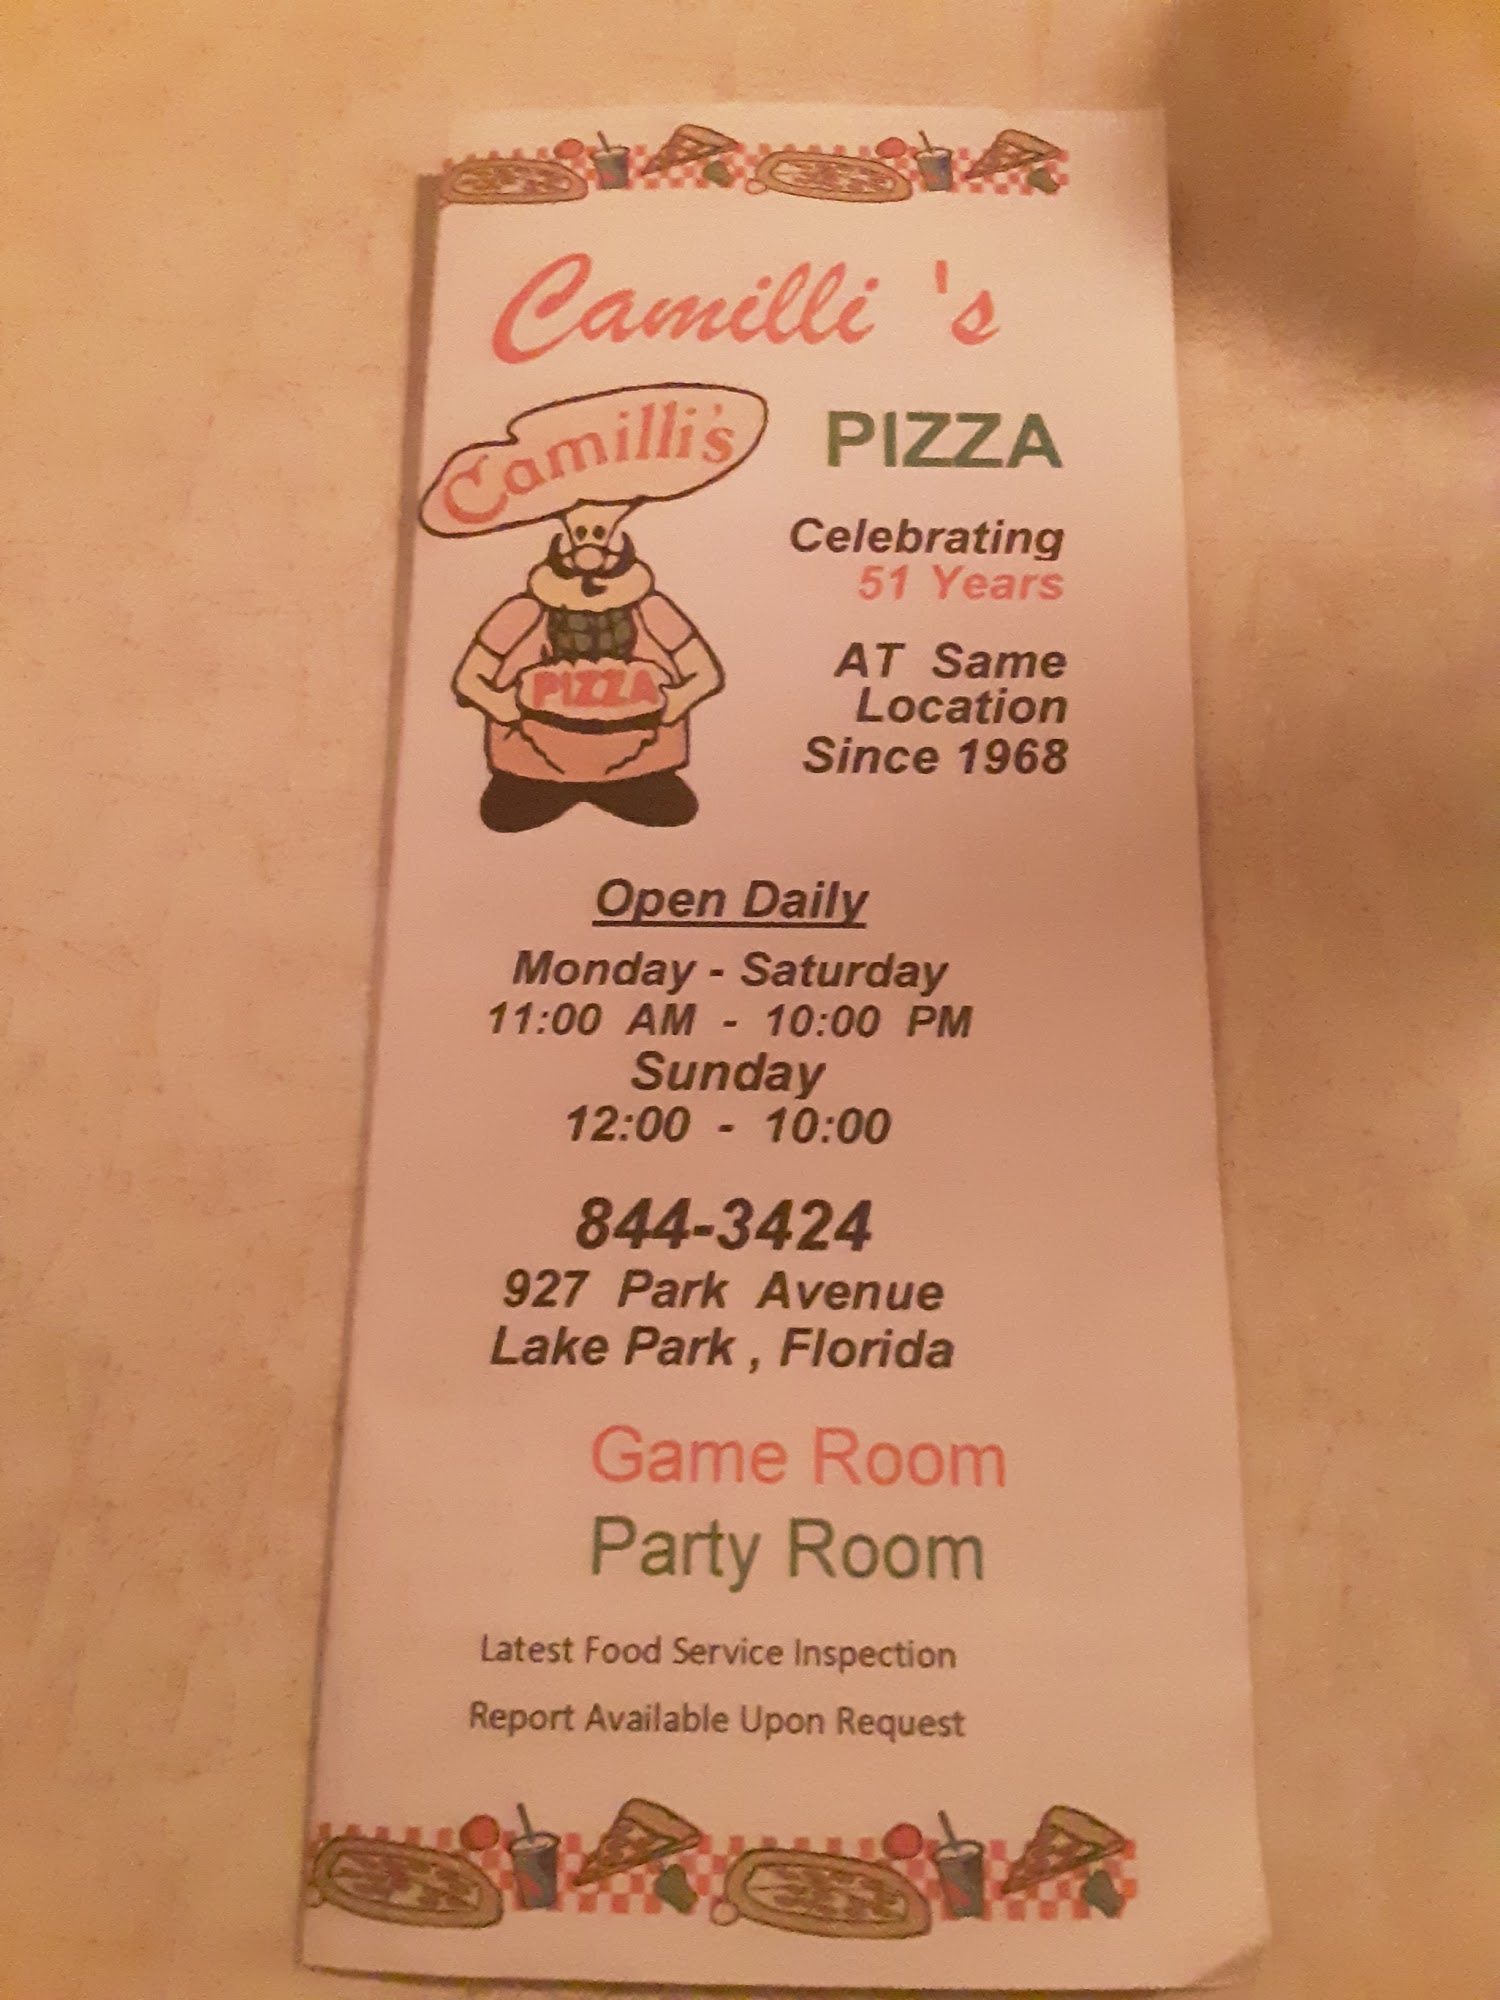 Camilli 's
Camilli's
PIZZA
Celebrating
51 Years
PIZZA
AT Same
Location
Since 1968
Open Daily
Monday - Saturday
11:00 AM - 10:00 PM
Sunday
12:00 - 10:00
844-3424
927 Park Avenue
Lake Park , Florida
Game Room
Party Room
Latest Food Service Inspection
Report Available Upon Request